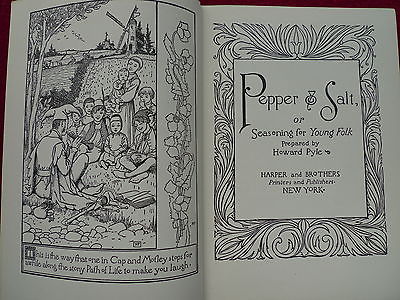 This is the way that one in Cap and Motley stops for
awhile along the stony Path of Life to make you laugh.
Pepper & Salt,
or
Seasoning for Young Folk
Prepared by
Howard Pyle
HARPER and BROTHERS
Printers and Publishers
NEW YORK